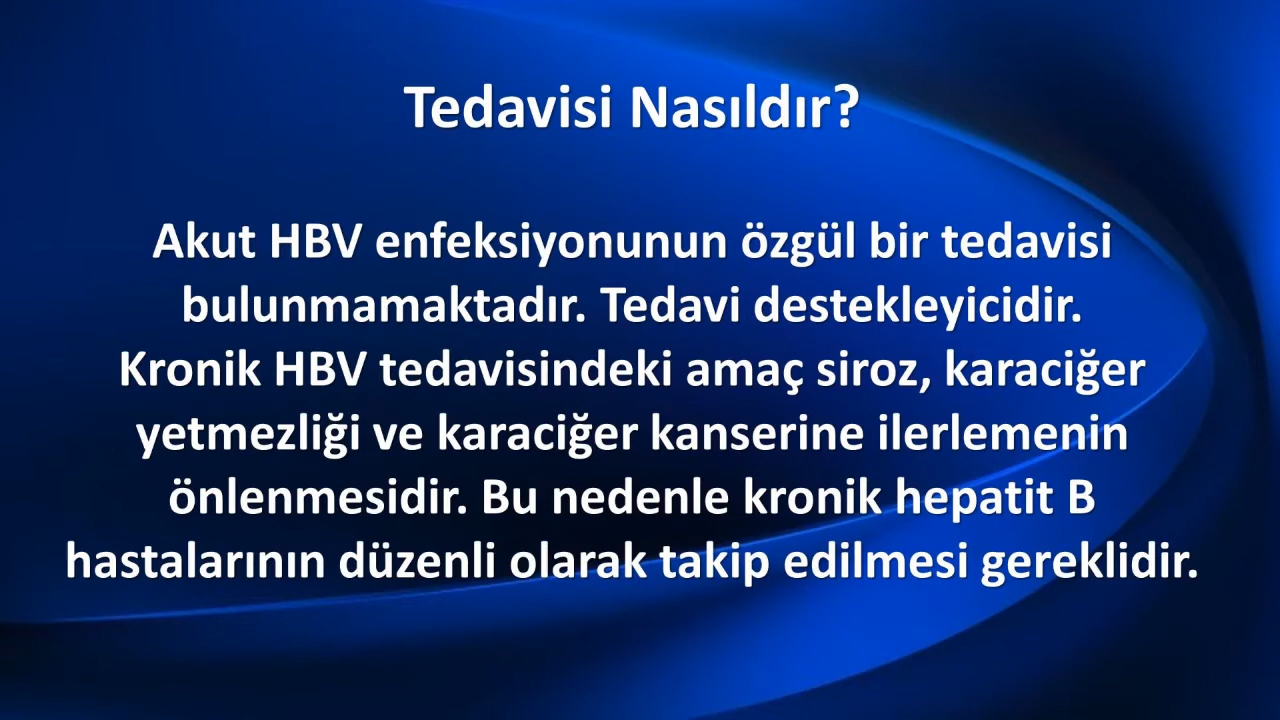 Tedavisi Nasıldır?
Akut HBV enfeksiyonunun özgül bir tedavisi
bulunmamaktadır. Tedavi destekleyicidir.
Kronik HBV tedavisindeki amaç siroz, karaciğer
yetmezliği ve karaciğer kanserine ilerlemenin
önlenmesidir. Bu nedenle kronik hepatit B
hastalarının düzenli olarak takip edilmesi gereklidir.